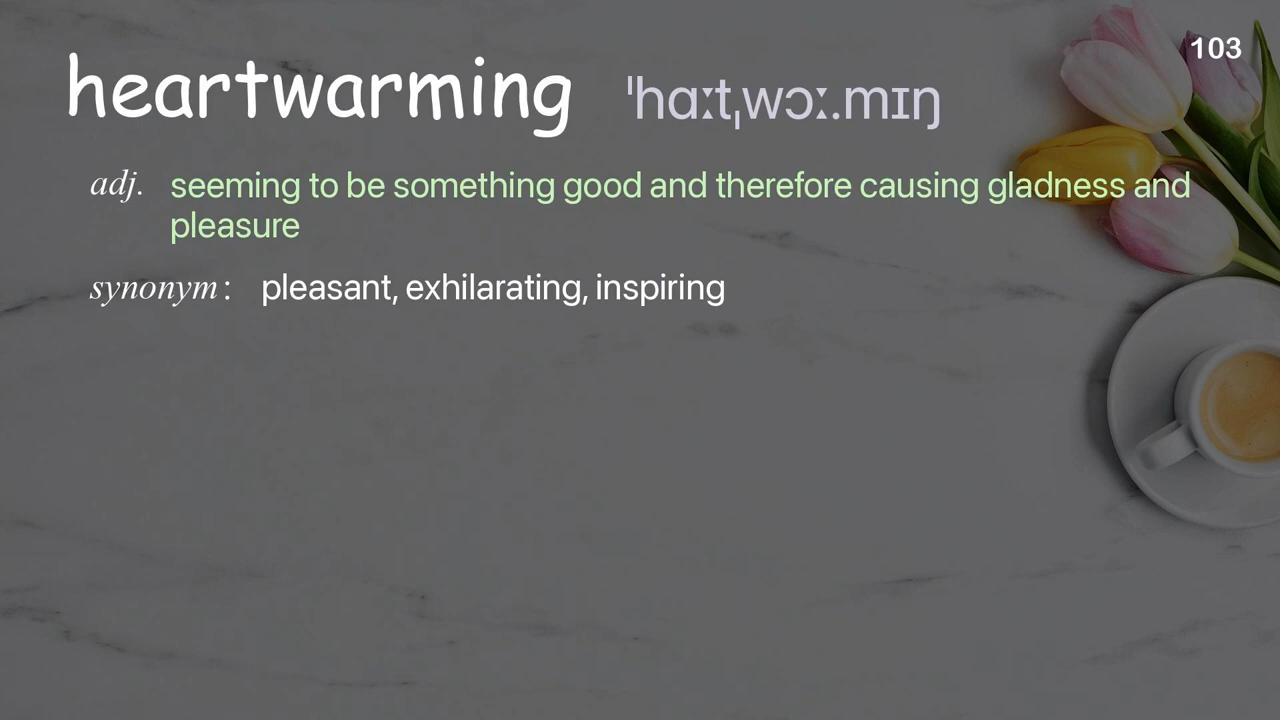 103
heartwarming ˈhɑːtˌwɔː.mɪŋ
adj. seeming to be something good and therefore causing gladness and
pleasure
synonym: pleasant, exhilarating, inspiring